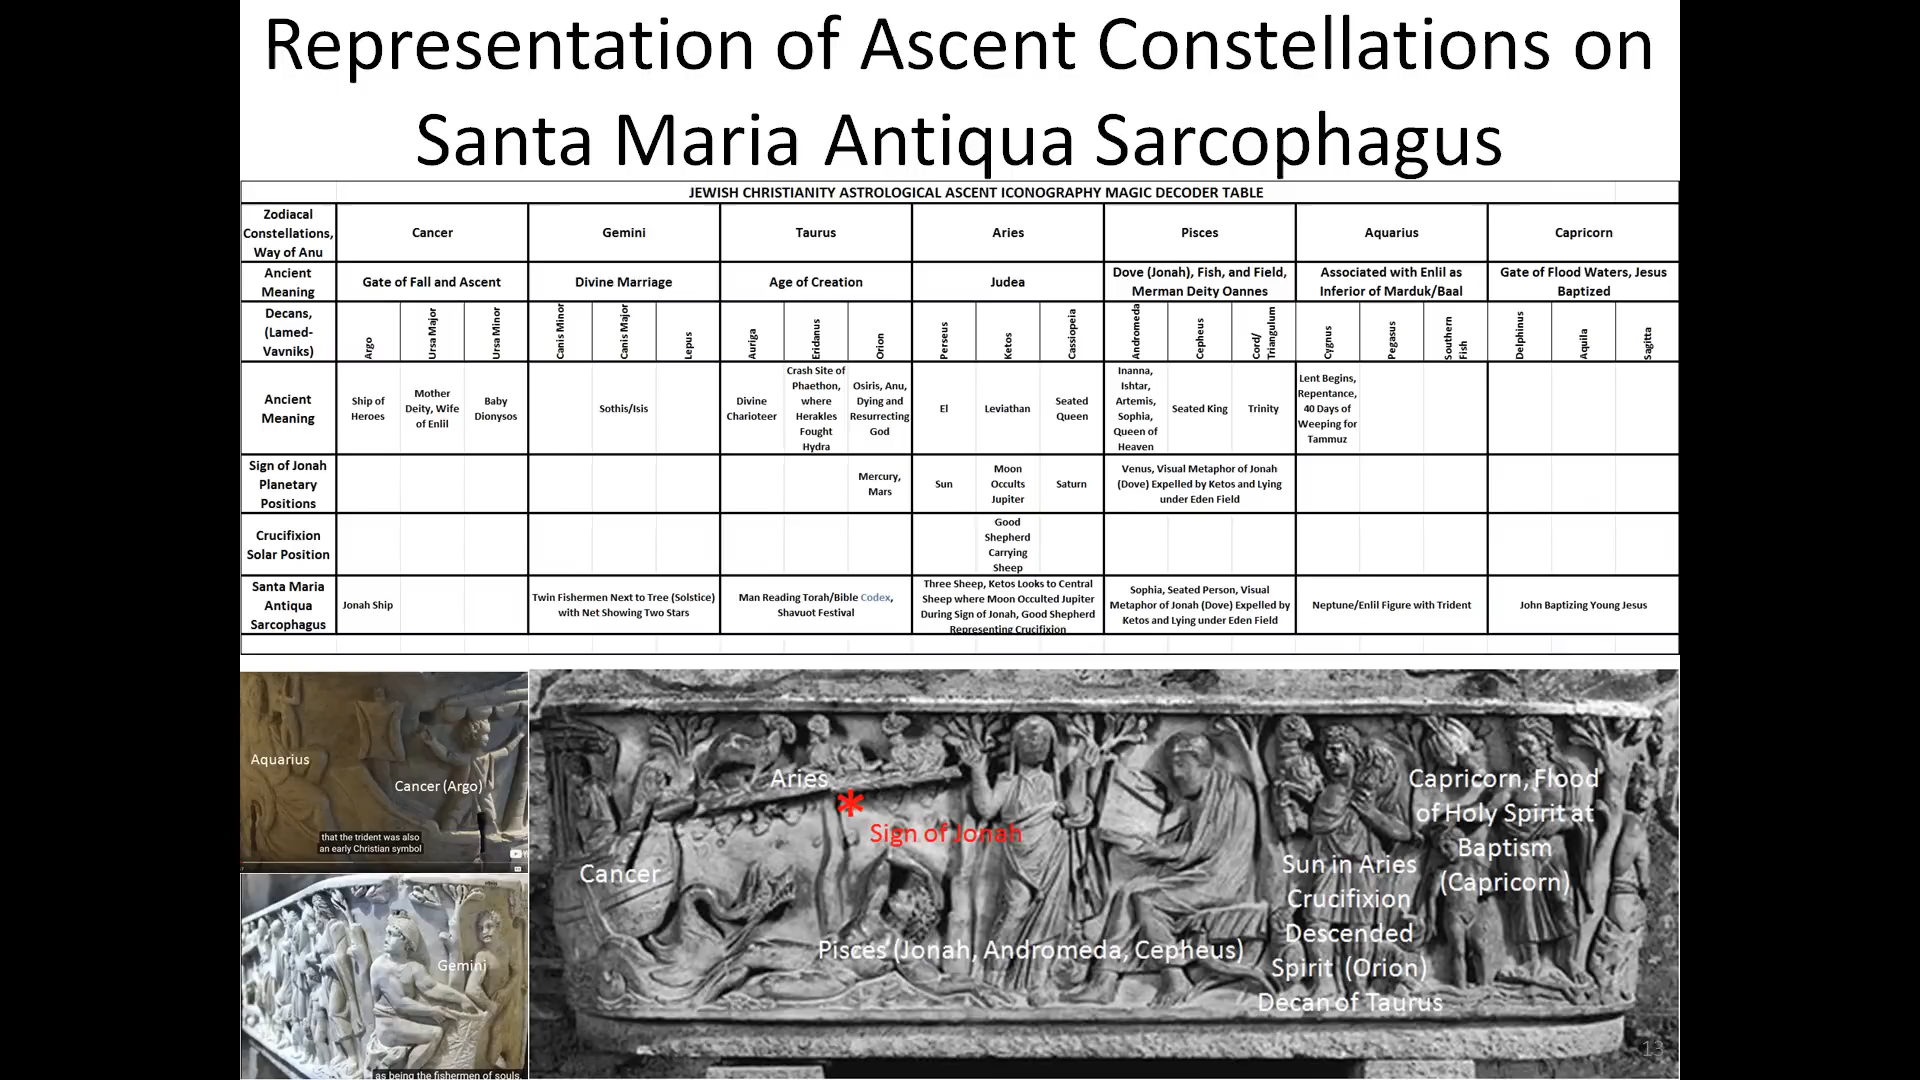 Representation of Ascent Constellations on
Santa Maria Antiqua Sarcophagus
JEWISH CHRISTIANITY ASTROLOGICAL ASCENT ICONOGRAPHY MAGIC DECODER TABLE
Zodiacal
Constellations,
Way of Anu
Cancer
Gemini
Taurus
Aries
Pisces
Aquarius
Capricorn
Ancient
Meaning
Gate of Fall and Ascent
Divine Marriage
Age of Creation
Judea
Dove (Jonah), Fish, and Field,
Merman Deity Oannes
Associated with Enlil as
Inferior of Marduk/Baal
Gate of Flood Waters, Jesus
Baptized
Decans,
(Lamed-
Vavniks)
Argo
Ursa Major
Ursa Minor
Canis Minor
Canis Major
Lepus
Auriga
Eridanus
Orion
Perseus
Ketos
Cassiopeia
Andromeda
Cepheus
Cord/
Triangulum
Cygnus
Pegasus
Southern
Fish
Delphinus
Aquila
Sagitta
Ancient
Meaning
Ship of
Heroes
Mother
Deity, Wife
of Enlil
Baby
Dionysos
Sothis/Isis
Divine
Charioteer
Crash Site of
Phaethon,
where
Herakles
Fought
Hydra
Osiris, Anu,
Dying and
Resurrecting
God
El
Leviathan
Seated
Queen
Inanna,
Ishtar,
Artemis,
Sophia,
Queen of
Heaven
Seated King
Trinity
Lent Begins,
Repentance,
40 Days of
Weeping for
Tammuz
Sign of Jonah
Planetary
Positions
Mercury,
Mars
Sun
Moon
Occults
Jupiter
Saturn
Venus, Visual Metaphor of Jonah
(Dove) Expelled by Ketos and Lying
under Eden Field
Crucifixion
Solar Position
Good
Shepherd
Carrying
Sheep
Santa Maria
Antiqua
Sarcophagus
Jonah Ship
Twin Fishermen Next to Tree (Solstice)
with Net Showing Two Stars
Man Reading Torah/Bible Codex,
Shavuot Festival
Three Sheep, Ketos Looks to Central
Sheep where Moon Occulted Jupiter
During Sign of Jonah, Good Shepherd
Representing Crucifixion
Sophia, Seated Person, Visual
Metaphor of Jonah (Dove) Expelled by
Ketos and Lying under Eden Field
Neptune/Enlil Figure with Trident
John Baptizing Young Jesus
Aquarius
Cancer (Argo)
that the trident was also
an early Christian symbol
Gemini
as being the fishermen of souls.
Aries
*
Sign of Jonah
Cancer
Pisces (Jonah, Andromeda, Cepheus)
Sun in Aries
Crucifixion
Descended
Spirit (Orion)
Decan of Taurus
Capricorn, Flood
of Holy Spirit at
Baptism
(Capricorn)
13